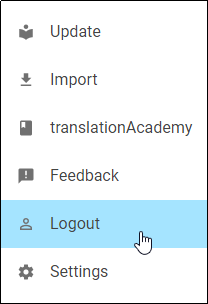 Update
Import
translationAcademy
Feedback
Logout
Settings